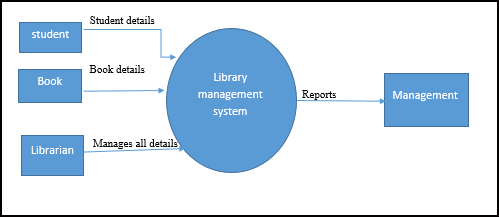 Student details
student
Book details
Book
Library
management
system
Reports
Management
Manages all details
Librarian